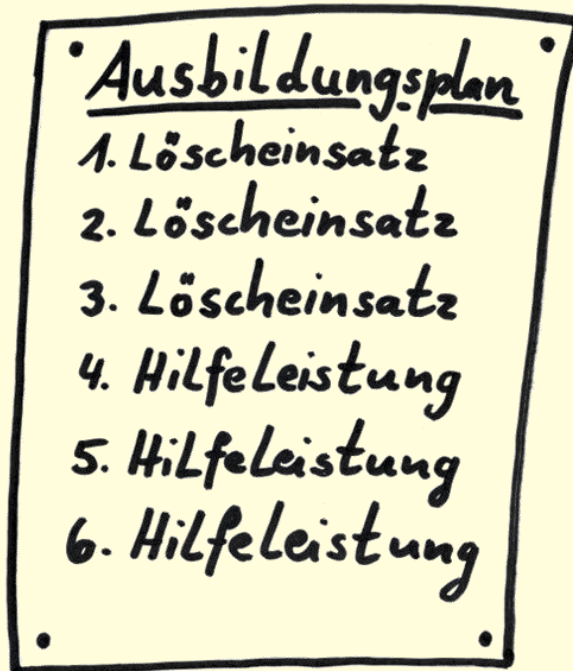 Ausbildungsplan
1. Löscheinsatz
2. Löscheinsatz
3. Löscheinsatz
4. Hilfeleistung
5. Hilfeleistung
6. Hilfeleistung